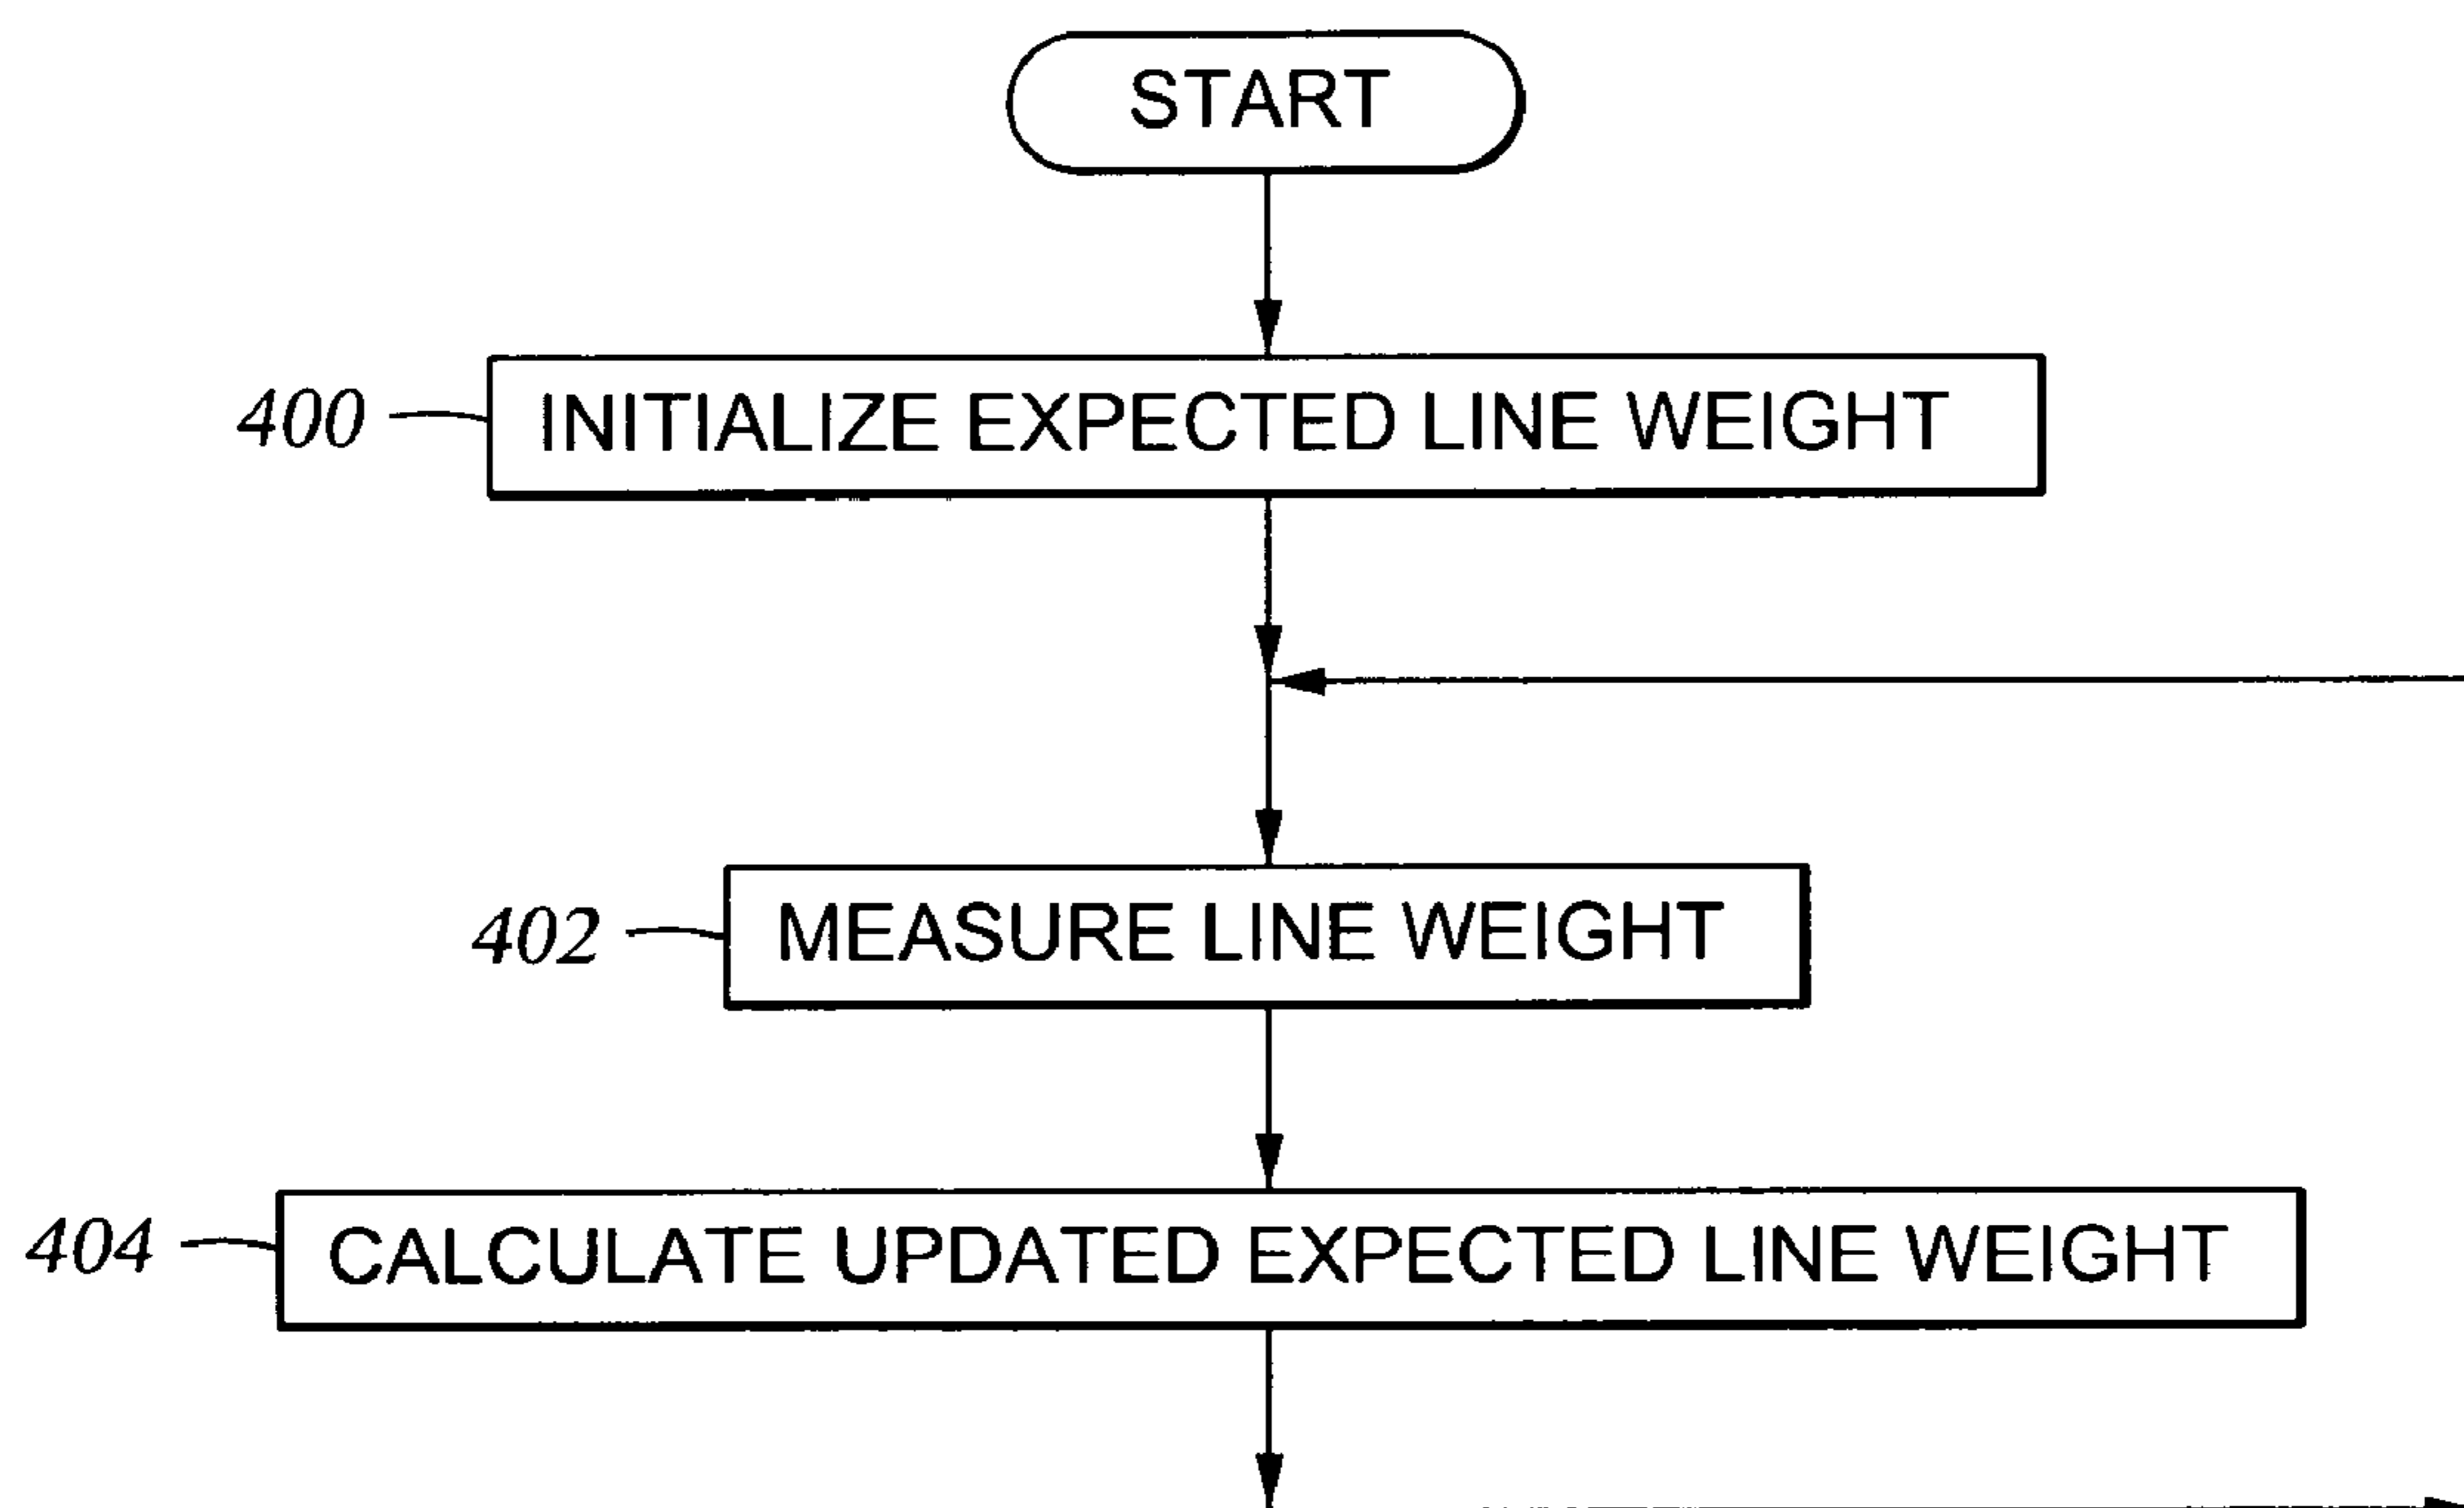 START
400
INITIALIZE EXPECTED LINE WEIGHT
402
MEASURE LINE WEIGHT
404
CALCULATE UPDATED EXPECTED LINE WEIGHT